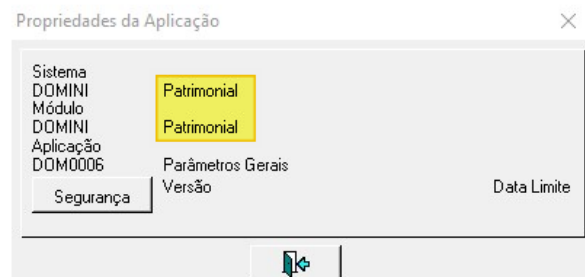 Propriedades da Aplicação
Sistema
DOMINI Patrimonial
Módulo
DOMINI Patrimonial
Aplicação
DOM0006 Parâmetros Gerais
Segurança Versão Data Limite